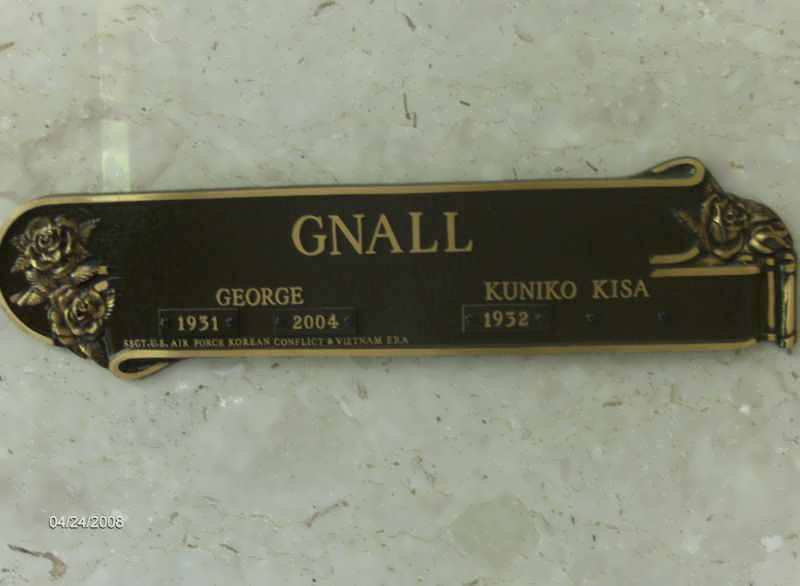 GNALL
GEORGE
1931 2004
SSGT. U.S. AIR FORCE KOREAN CONFLICT & VIETNAM ERA
KUNIKO KISA
1932
04/24/2008